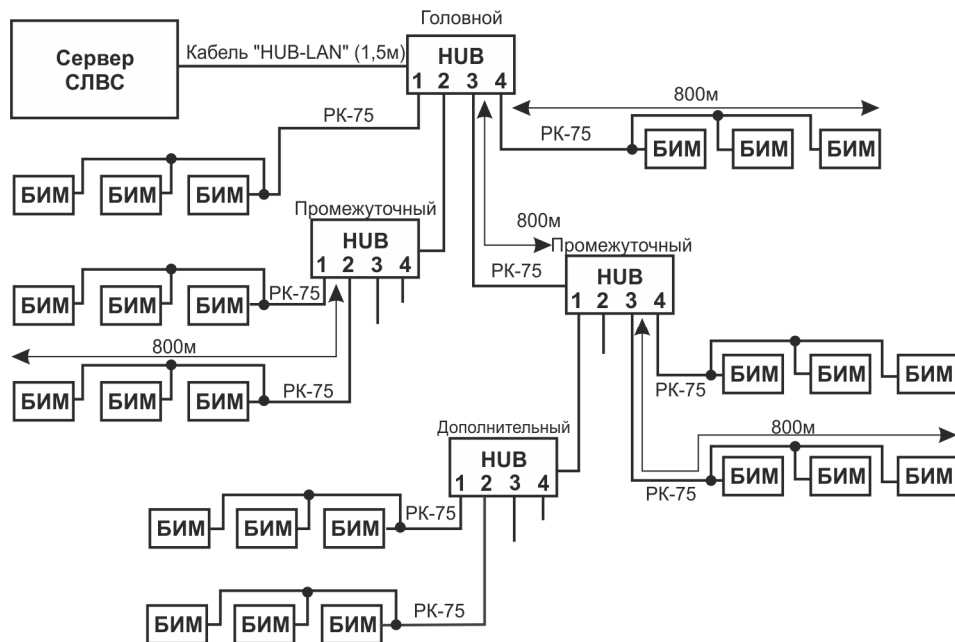 Головной
Сервер
СЛВС
Кабель "HUB-LAN" (1,5м)
HUB
1 2 3 4
800м
РК-75
РК-75
БИМ БИМ БИМ
БИМ БИМ БИМ
Промежуточный
HUB
1 2 3 4
800м
Промежуточный
HUB
1 2 3 4
РК-75
БИМ БИМ БИМ
РК-75
800м
БИМ БИМ БИМ
РК-75
БИМ БИМ БИМ
РК-75
800м
Дополнительный
HUB
1 2 3 4
БИМ БИМ БИМ
РК-75
БИМ БИМ БИМ
РК-75
БИМ БИМ БИМ
РК-75